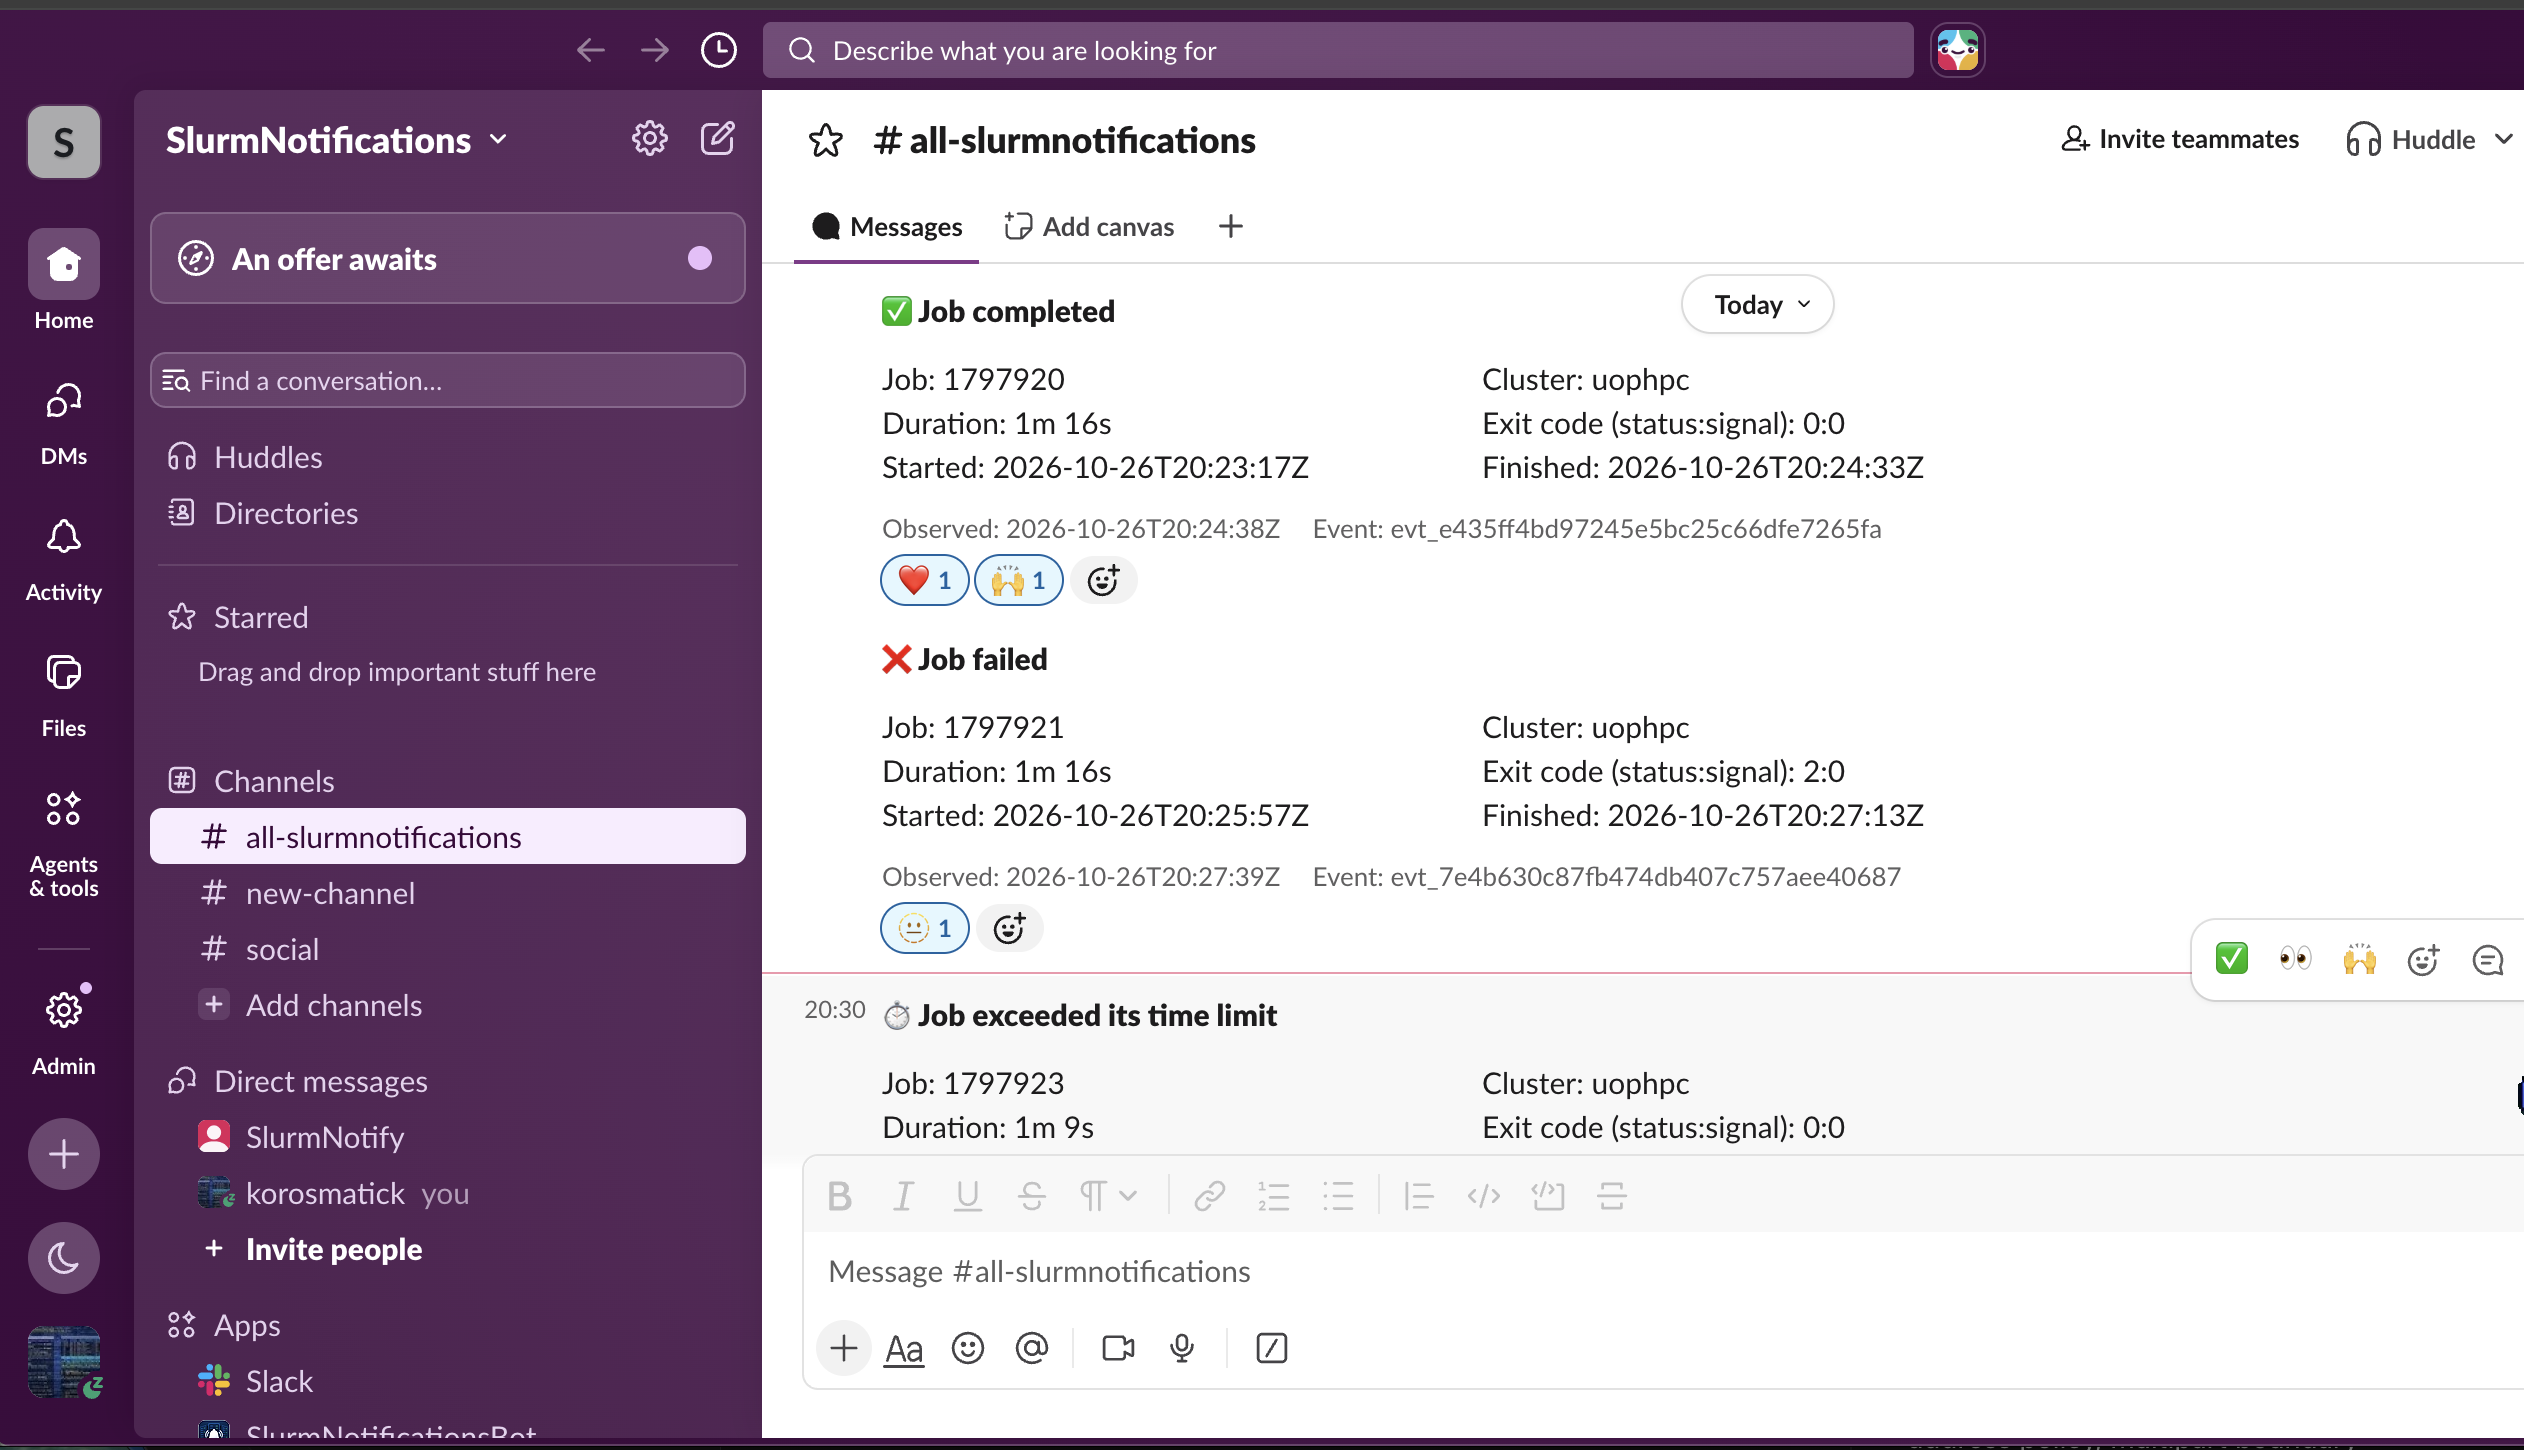 Describe what you are looking for
S
SlurmNotifications
An offer awaits
Home
Find a conversation...
DMs
Huddles
Directories
Activity
Starred
Drag and drop important stuff here
Files
Channels
# all-slurmnotifications
# new-channel
# social
+ Add channels
Agents
& tools
Admin
Direct messages
SlurmNotify
korosmatick you
+ Invite people
Apps
Slack
SlurmNotificationsBot
# all-slurmnotifications
Invite teammates
Huddle
Messages
Add canvas
Today
✅ Job completed
Job: 1797920
Cluster: uophpc
Duration: 1m 16s
Exit code (status:signal): 0:0
Started: 2026-10-26T20:23:17Z
Finished: 2026-10-26T20:24:33Z
Observed: 2026-10-26T20:24:38Z Event: evt_e435ff4bd97245e5bc25c66dfe7265fa
❤️ 1 🙌 1
❌ Job failed
Job: 1797921
Cluster: uophpc
Duration: 1m 16s
Exit code (status:signal): 2:0
Started: 2026-10-26T20:25:57Z
Finished: 2026-10-26T20:27:13Z
Observed: 2026-10-26T20:27:39Z Event: evt_7e4b630c87fb474db407c757aee40687
🫥 1
20:30 ⏱️ Job exceeded its time limit
Job: 1797923
Cluster: uophpc
Duration: 1m 9s
Exit code (status:signal): 0:0
B I U S
Message #all-slurmnotifications
+ Aa @